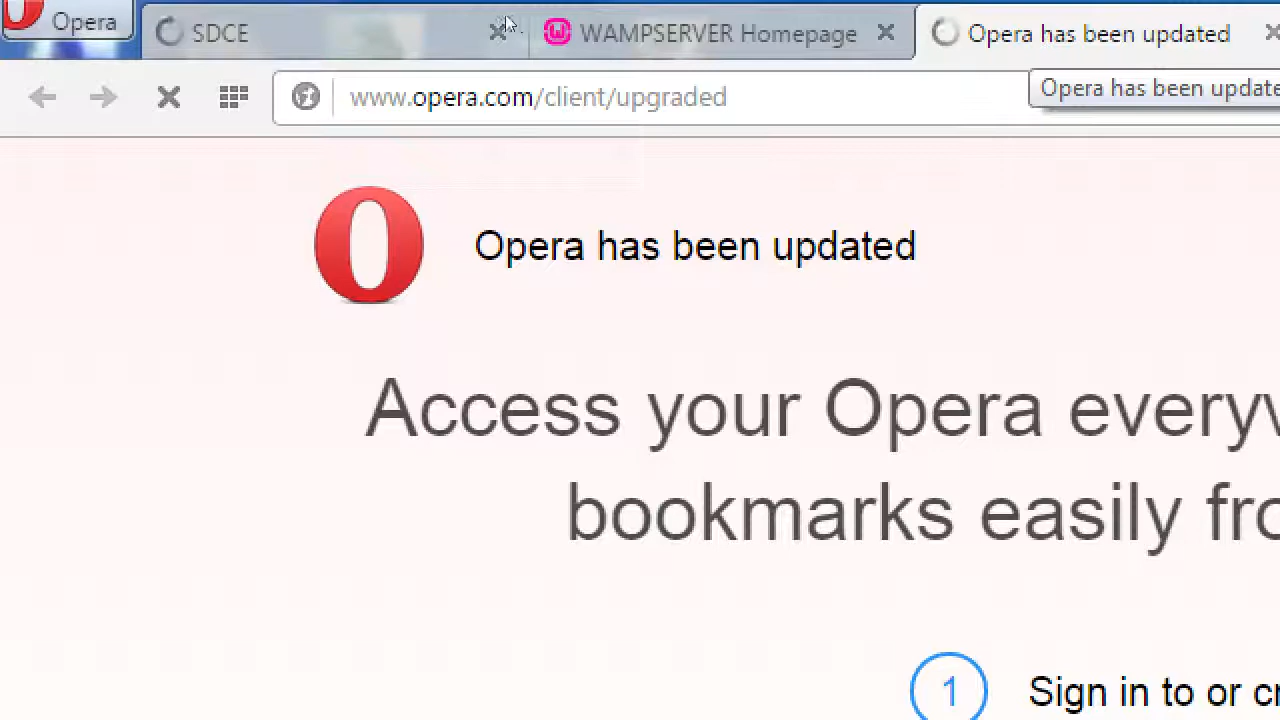 Opera
SDCE
WAMPSERVER Homepage
Opera has been updated
www.opera.com/client/upgraded
Opera has been update
Opera has been updated
Access your Opera every
bookmarks easily fro
1
Sign in to or cr